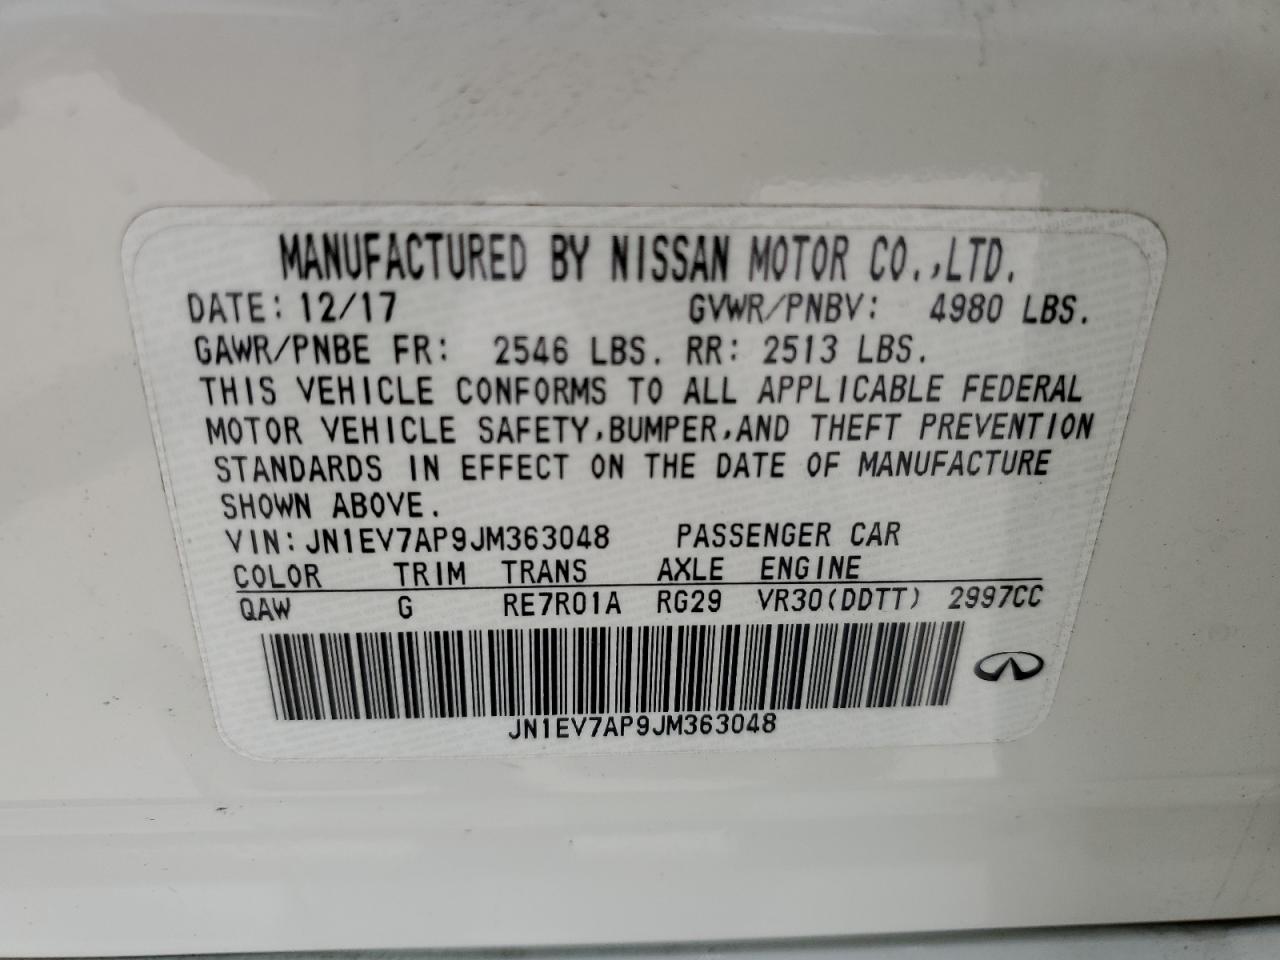 MANUFACTURED BY NISSAN MOTOR CO.,LTD.
DATE: 12/17 GVWR/PNBV: 4980 LBS.
GAWR/PNBE FR: 2546 LBS. RR: 2513 LBS.
THIS VEHICLE CONFORMS TO ALL APPLICABLE FEDERAL
MOTOR VEHICLE SAFETY,BUMPER,AND THEFT PREVENTION
STANDARDS IN EFFECT ON THE DATE OF MANUFACTURE
SHOWN ABOVE.
VIN: JN1EV7AP9JM363048 PASSENGER CAR
COLOR TRIM TRANS AXLE ENGINE
QAW G RE7R01A RG29 VR30(DDTT) 2997CC
JN1EV7AP9JM363048